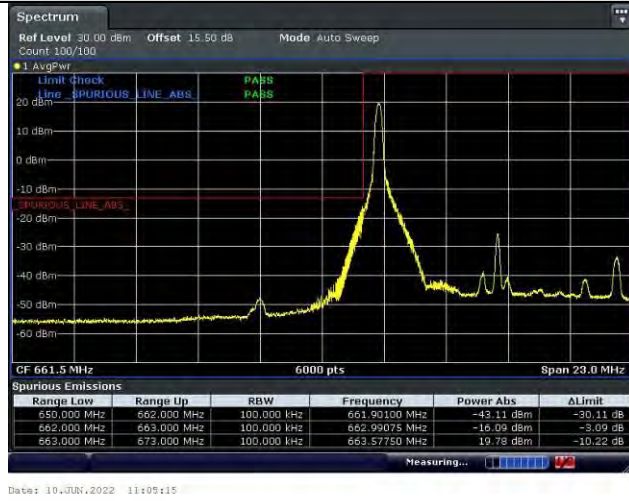 Spectrum
Ref Level 30.00 dBm Offset 15.50 dB Mode Auto Sweep
Count 100/100
1 AvgPwr
Limit Check PASS
Line _SPURIOUS_LINE_ABS_ PASS
20 dBm
10 dBm
0 dBm
-10 dBm
_SPURIOUS_LINE_ABS_
-20 dBm
-30 dBm
-40 dBm
-50 dBm
-60 dBm
CF 661.5 MHz 6000 pts Span 23.0 MHz
Spurious Emissions
Range Low Range Up RBW Frequency Power Abs ΔLimit
650.000 MHz 662.000 MHz 100.000 kHz 661.90100 MHz -43.11 dBm -30.11 dB
662.000 MHz 663.000 MHz 100.000 kHz 662.99075 MHz -16.09 dBm -3.09 dB
663.000 MHz 673.000 MHz 100.000 kHz 663.57750 MHz 19.78 dBm -10.22 dB
Measuring...
Date: 10.JUN.2022 11:05:15